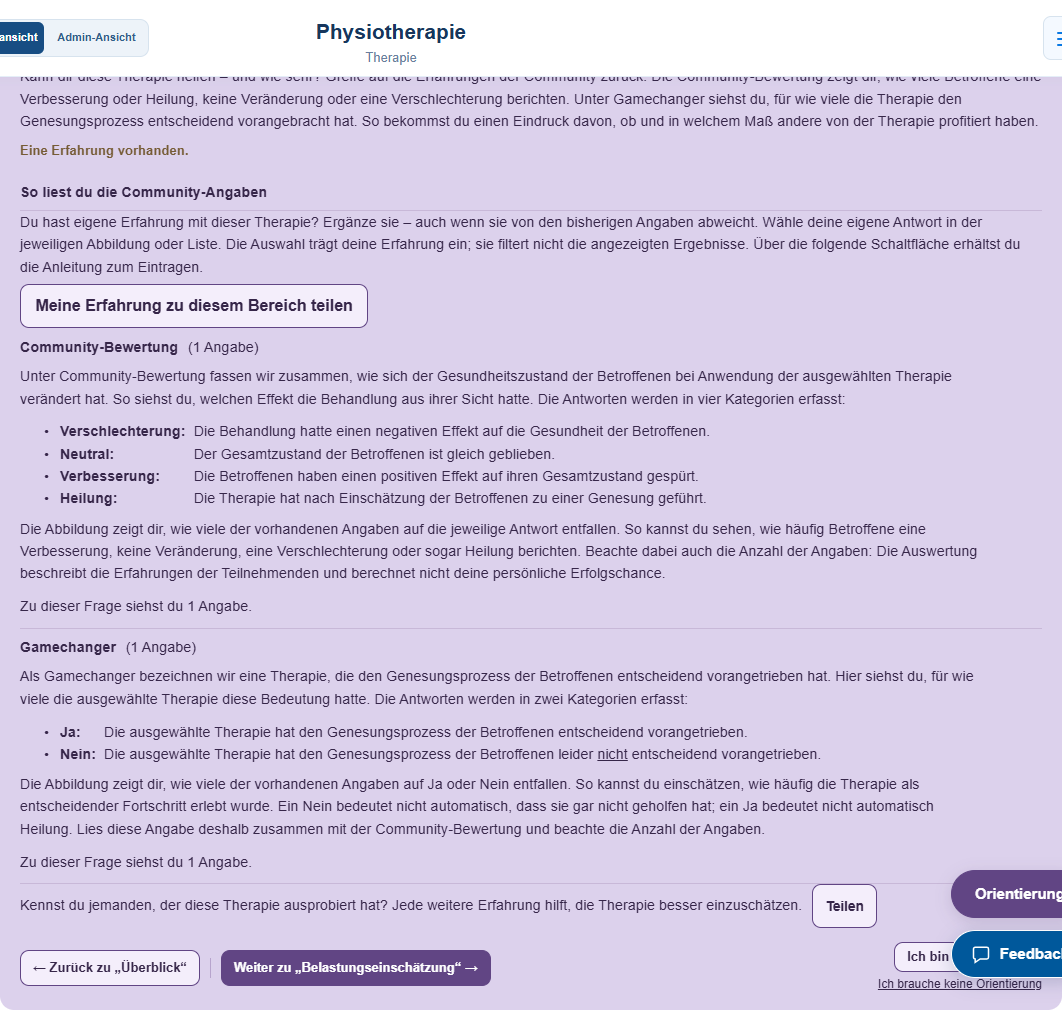 ansicht Admin-Ansicht
Physiotherapie
Therapie
Kann dir diese Therapie helfen – und wie sehr? Greife auf die Erfahrungen der Community zurück. Die Community-Bewertung zeigt dir, wie viele Betroffene eine
Verbesserung oder Heilung, keine Veränderung oder eine Verschlechterung berichten. Unter Gamechanger siehst du, für wie viele die Therapie den
Genesungsprozess entscheidend vorangebracht hat. So bekommst du einen Eindruck davon, ob und in welchem Maß andere von der Therapie profitiert haben.
Eine Erfahrung vorhanden.
So liest du die Community-Angaben
Du hast eigene Erfahrung mit dieser Therapie? Ergänze sie – auch wenn sie von den bisherigen Angaben abweicht. Wähle deine eigene Antwort in der
jeweiligen Abbildung oder Liste. Die Auswahl trägt deine Erfahrung ein; sie filtert nicht die angezeigten Ergebnisse. Über die folgende Schaltfläche erhältst du
die Anleitung zum Eintragen.
Meine Erfahrung zu diesem Bereich teilen
Community-Bewertung (1 Angabe)
Unter Community-Bewertung fassen wir zusammen, wie sich der Gesundheitszustand der Betroffenen bei Anwendung der ausgewählten Therapie
verändert hat. So siehst du, welchen Effekt die Behandlung aus ihrer Sicht hatte. Die Antworten werden in vier Kategorien erfasst:
• Verschlechterung: Die Behandlung hatte einen negativen Effekt auf die Gesundheit der Betroffenen.
• Neutral: Der Gesamtzustand der Betroffenen ist gleich geblieben.
• Verbesserung: Die Betroffenen haben einen positiven Effekt auf ihren Gesamtzustand gespürt.
• Heilung: Die Therapie hat nach Einschätzung der Betroffenen zu einer Genesung geführt.
Die Abbildung zeigt dir, wie viele der vorhandenen Angaben auf die jeweilige Antwort entfallen. So kannst du sehen, wie häufig Betroffene eine
Verbesserung, keine Veränderung, eine Verschlechterung oder sogar Heilung berichten. Beachte dabei auch die Anzahl der Angaben: Die Auswertung
beschreibt die Erfahrungen der Teilnehmenden und berechnet nicht deine persönliche Erfolgschance.
Zu dieser Frage siehst du 1 Angabe.
Gamechanger (1 Angabe)
Als Gamechanger bezeichnen wir eine Therapie, die den Genesungsprozess der Betroffenen entscheidend vorangetrieben hat. Hier siehst du, für wie
viele die ausgewählte Therapie diese Bedeutung hatte. Die Antworten werden in zwei Kategorien erfasst:
• Ja: Die ausgewählte Therapie hat den Genesungsprozess der Betroffenen entscheidend vorangetrieben.
• Nein: Die ausgewählte Therapie hat den Genesungsprozess der Betroffenen leider nicht entscheidend vorangetrieben.
Die Abbildung zeigt dir, wie viele der vorhandenen Angaben auf Ja oder Nein entfallen. So kannst du einschätzen, wie häufig die Therapie als
entscheidender Fortschritt erlebt wurde. Ein Nein bedeutet nicht automatisch, dass sie gar nicht geholfen hat; ein Ja bedeutet nicht automatisch
Heilung. Lies diese Angabe deshalb zusammen mit der Community-Bewertung und beachte die Anzahl der Angaben.
Zu dieser Frage siehst du 1 Angabe.
Kennst du jemanden, der diese Therapie ausprobiert hat? Jede weitere Erfahrung hilft, die Therapie besser einzuschätzen. Teilen
Orientierung
← Zurück zu „Überblick“ Weiter zu „Belastungseinschätzung“ → Ich bin
Feedbac
Ich brauche keine Orientierung